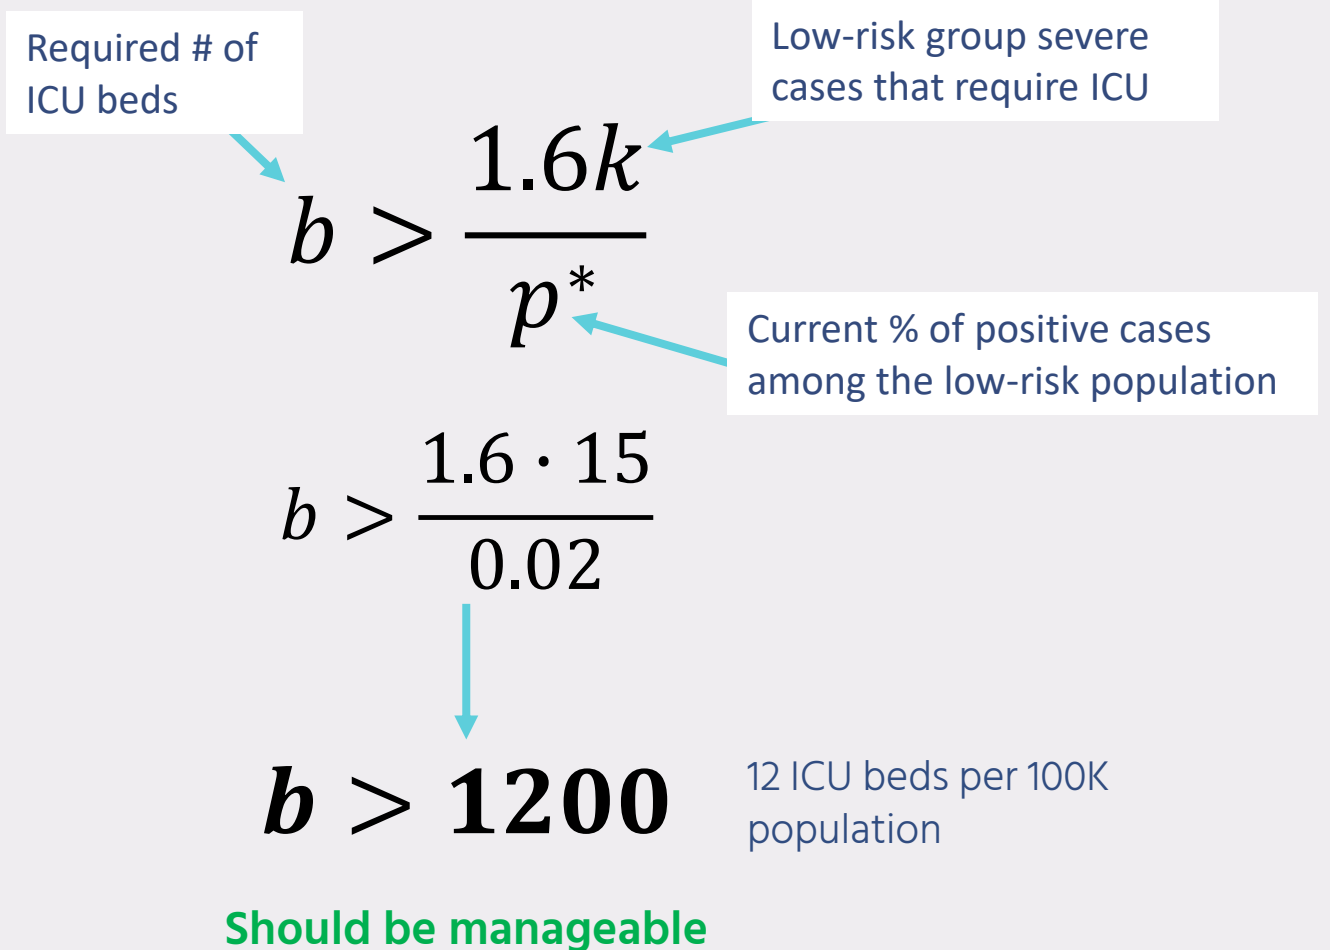 Required # of
ICU beds
Low-risk group severe
cases that require ICU
b > 1.6k / p*
Current % of positive cases
among the low-risk population
b > 1.6 · 15 / 0.02
b > 1200
12 ICU beds per 100K
population
Should be manageable